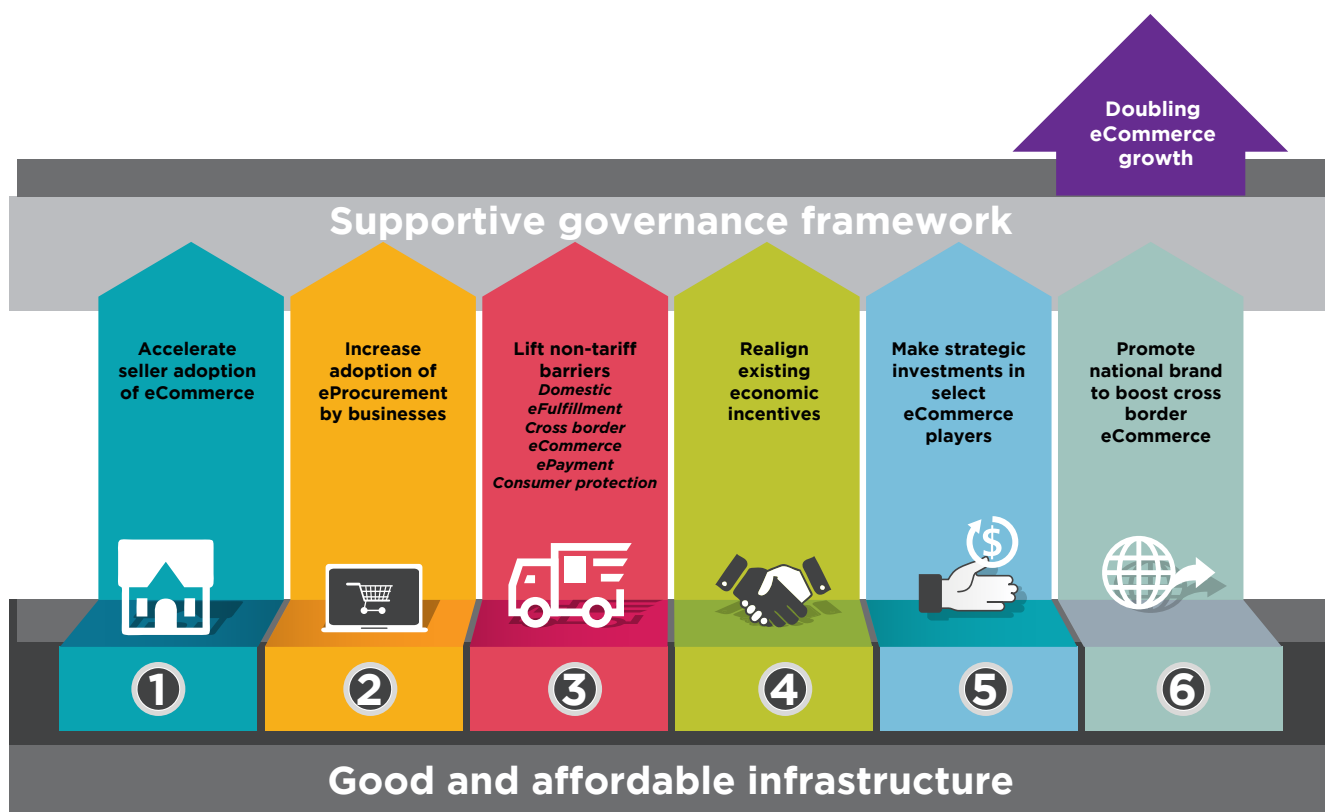 Doubling
eCommerce
growth
Supportive governance framework
Accelerate
seller adoption
of eCommerce
Increase
adoption of
eProcurement
by businesses
Lift non-tariff
barriers
Domestic
eFulfillment
Cross border
eCommerce
ePayment
Consumer protection
Realign
existing
economic
incentives
Make strategic
investments in
select
eCommerce
players
Promote
national brand
to boost cross
border
eCommerce
$
1
2
3
4
5
6
Good and affordable infrastructure